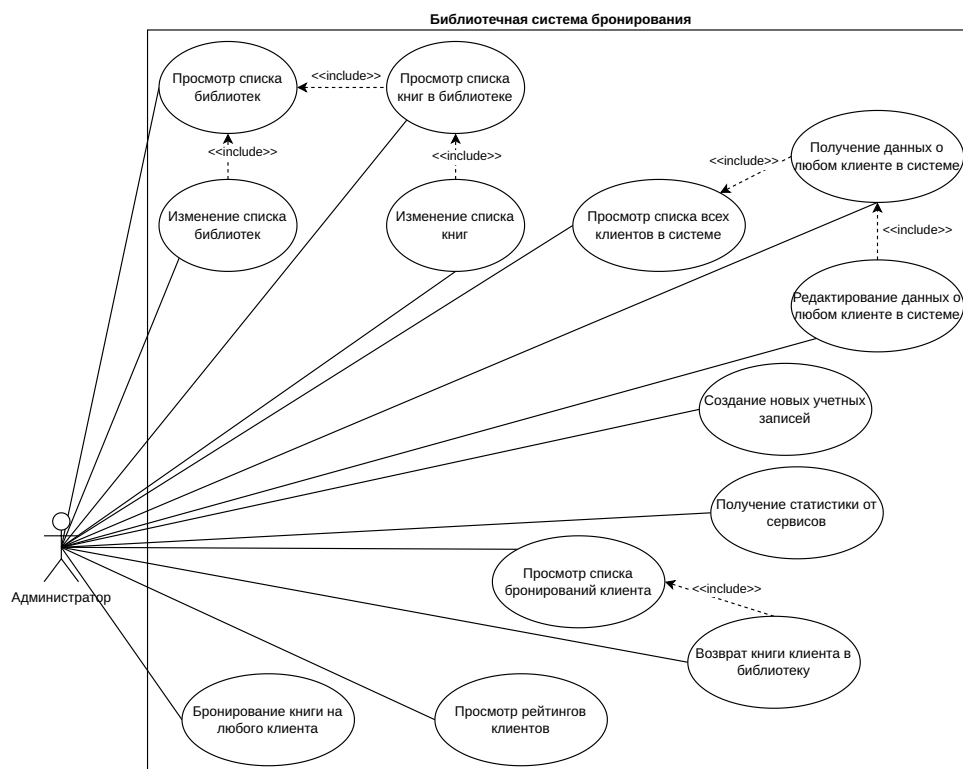 Библиотечная система бронирования
Просмотр списка
библиотек
<<include>>
Просмотр списка
книг в библиотеке
<<include>>
<<include>>
Изменение списка
библиотек
Изменение списка
книг
Просмотр списка всех
клиентов в системе
<<include>>
Получение данных о
любом клиенте в системе
<<include>>
Редактирование данных о
любом клиенте в системе
Создание новых учетных
записей
Получение статистики от
сервисов
Администратор
Просмотр списка
бронирований клиента
<<include>>
Возврат книги клиента в
библиотеку
Бронирование книги на
любого клиента
Просмотр рейтингов
клиентов